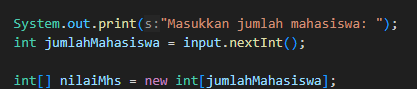 System.out.print(s:"Masukkan jumlah mahasiswa: ");
int jumlahMahasiswa = input.nextInt();
int[] nilaiMhs = new int[jumlahMahasiswa];